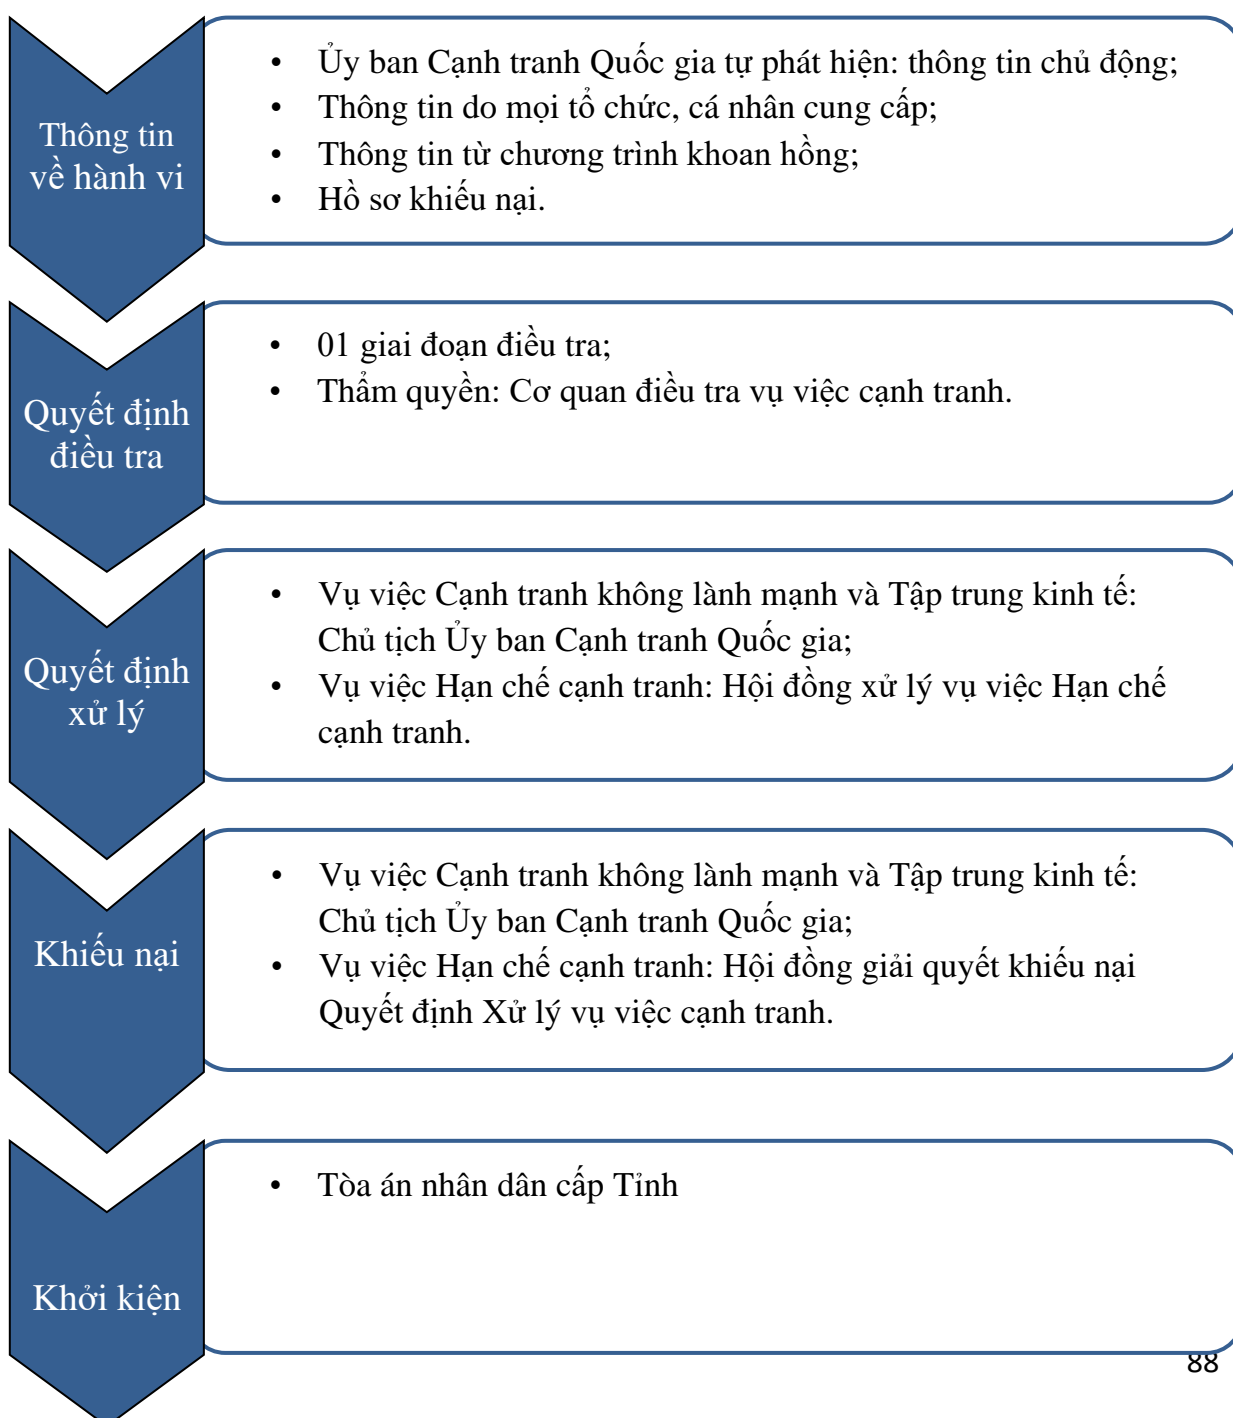 Thông tin
về hành vi
• Ủy ban Cạnh tranh Quốc gia tự phát hiện: thông tin chủ động;
• Thông tin do mọi tổ chức, cá nhân cung cấp;
• Thông tin từ chương trình khoan hồng;
• Hồ sơ khiếu nại.
Quyết định
điều tra
• 01 giai đoạn điều tra;
• Thẩm quyền: Cơ quan điều tra vụ việc cạnh tranh.
Quyết định
xử lý
• Vụ việc Cạnh tranh không lành mạnh và Tập trung kinh tế:
Chủ tịch Ủy ban Cạnh tranh Quốc gia;
• Vụ việc Hạn chế cạnh tranh: Hội đồng xử lý vụ việc Hạn chế
cạnh tranh.
Khiếu nại
• Vụ việc Cạnh tranh không lành mạnh và Tập trung kinh tế:
Chủ tịch Ủy ban Cạnh tranh Quốc gia;
• Vụ việc Hạn chế cạnh tranh: Hội đồng giải quyết khiếu nại
Quyết định Xử lý vụ việc cạnh tranh.
Khởi kiện
• Tòa án nhân dân cấp Tỉnh
88